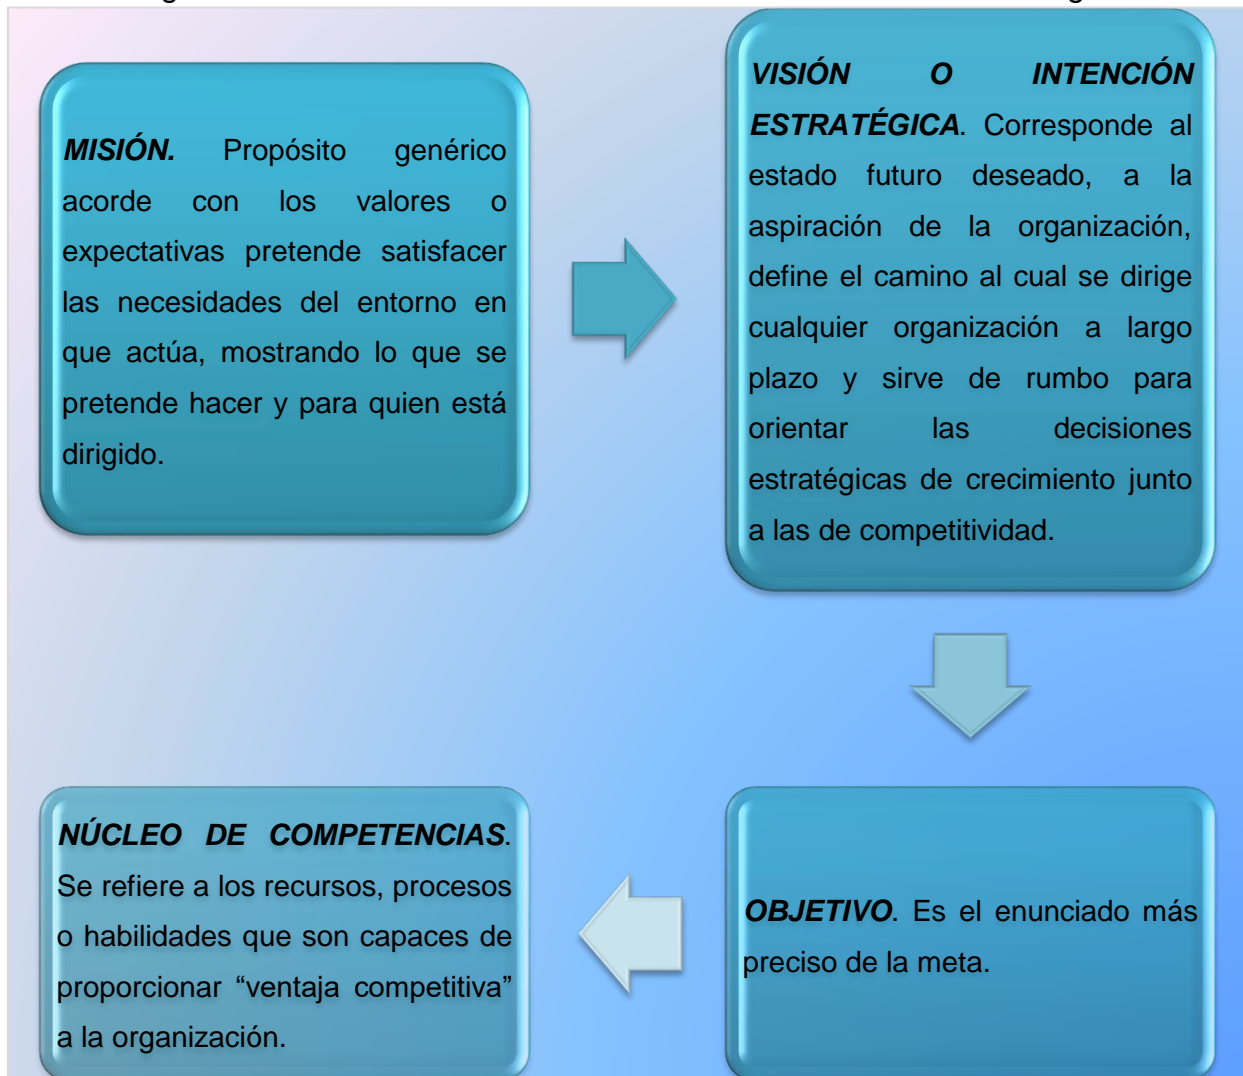 MISIÓN. Propósito genérico
acorde con los valores o
expectativas pretende satisfacer
las necesidades del entorno en
que actúa, mostrando lo que se
pretende hacer y para quien está
dirigido.
VISIÓN O INTENCIÓN
ESTRATÉGICA. Corresponde al
estado futuro deseado, a la
aspiración de la organización,
define el camino al cual se dirige
cualquier organización a largo
plazo y sirve de rumbo para
orientar las decisiones
estratégicas de crecimiento junto
a las de competitividad.
OBJETIVO. Es el enunciado más
preciso de la meta.
NÚCLEO DE COMPETENCIAS.
Se refiere a los recursos, procesos
o habilidades que son capaces de
proporcionar “ventaja competitiva”
a la organización.